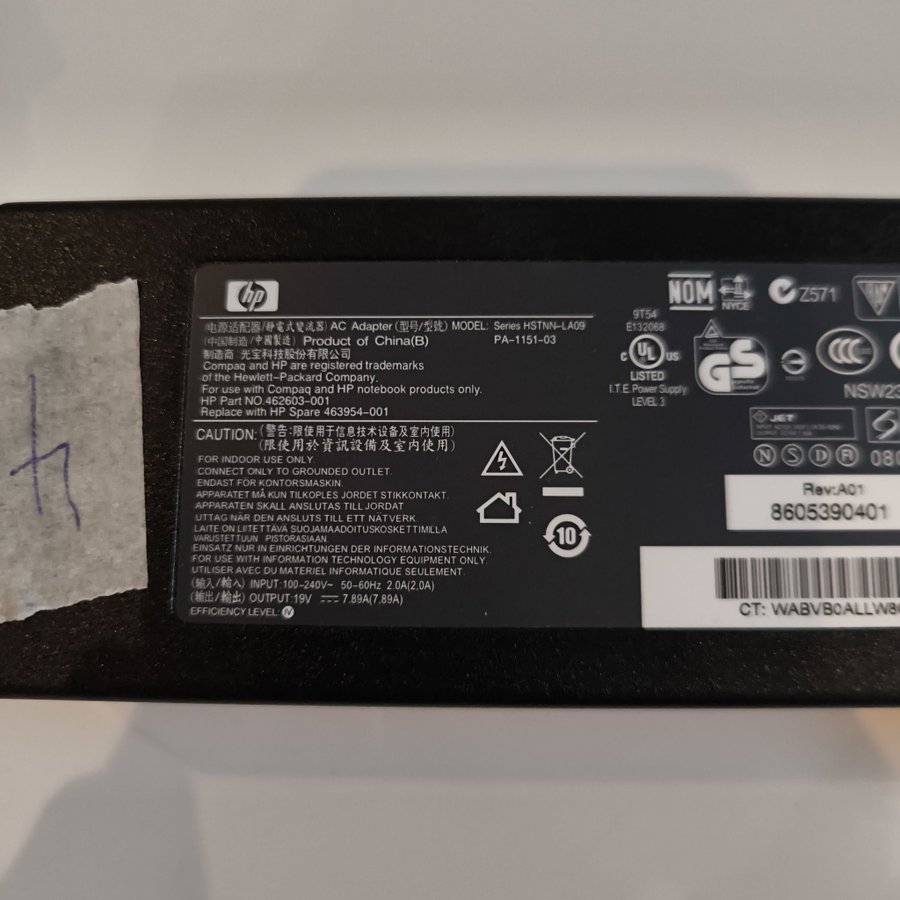 hp
电源适配器/靜電式變流器) AC Adapter (型号/型號) MODEL: Series HSTNN-LA09
(中国制造/中國製造) Product of China(B) PA-1151-03
制造商 光宝科技股份有限公司
Compaq and HP are registered trademarks
of the Hewlett-Packard Company.
For use with Compaq and HP notebook products only.
HP Part NO.462603-001
Replace with HP Spare 463954-001
CAUTION: (警告:限使用于信息技术设备及室内使用)
(限使用於資訊設備及室內使用)
FOR INDOOR USE ONLY.
CONNECT ONLY TO GROUNDED OUTLET.
ENDAST FÖR KONTORSMASKIN.
APPARATET MÅ KUN TILKOPLES JORDET STIKKONTAKT.
APPARATEN SKALL ANSLUTAS TILL JORDAT
UTTAG NÄR DEN ANSLUTS TILL ETT NÄTVERK.
LAITE ON LIITETTÄVÄ SUOJAMAADOITUSKOSKETTIMILLA
VARUSTETTUUN PISTORASIAAN.
EINSATZ NUR IN EINRICHTUNGEN DER INFORMATIONSTECHNIK.
FOR USE WITH INFORMATION TECHNOLOGY EQUIPMENT ONLY.
UTILISER AVEC DU MATERIEL INFORMATIQUE SEULEMENT.
(输入/輸入) INPUT:100-240V~ 50-60Hz 2.0A(2.0A)
(输出/輸出) OUTPUT:19V ⎓ 7.89A(7.89A)
EFFICIENCY LEVEL: IV
10
NOM
NYCE
Z571
9T54
E132068
c UL US
LISTED
I.T.E. Power Supply
LEVEL 3
GS
geprüfte Sicherheit
CCC
S
NSW23
JET
N S D FI
080
Rev:A01
8605390401
CT: WABVB0ALLW8